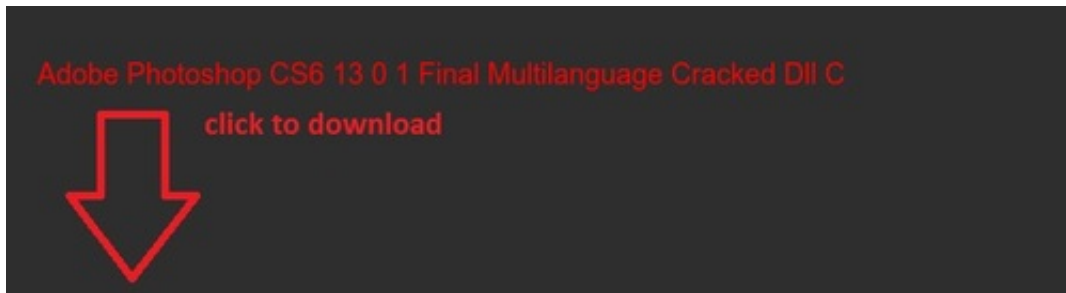 Adobe Photoshop CS6 13 0 1 Final Multilanguage Cracked Dll C
click to download